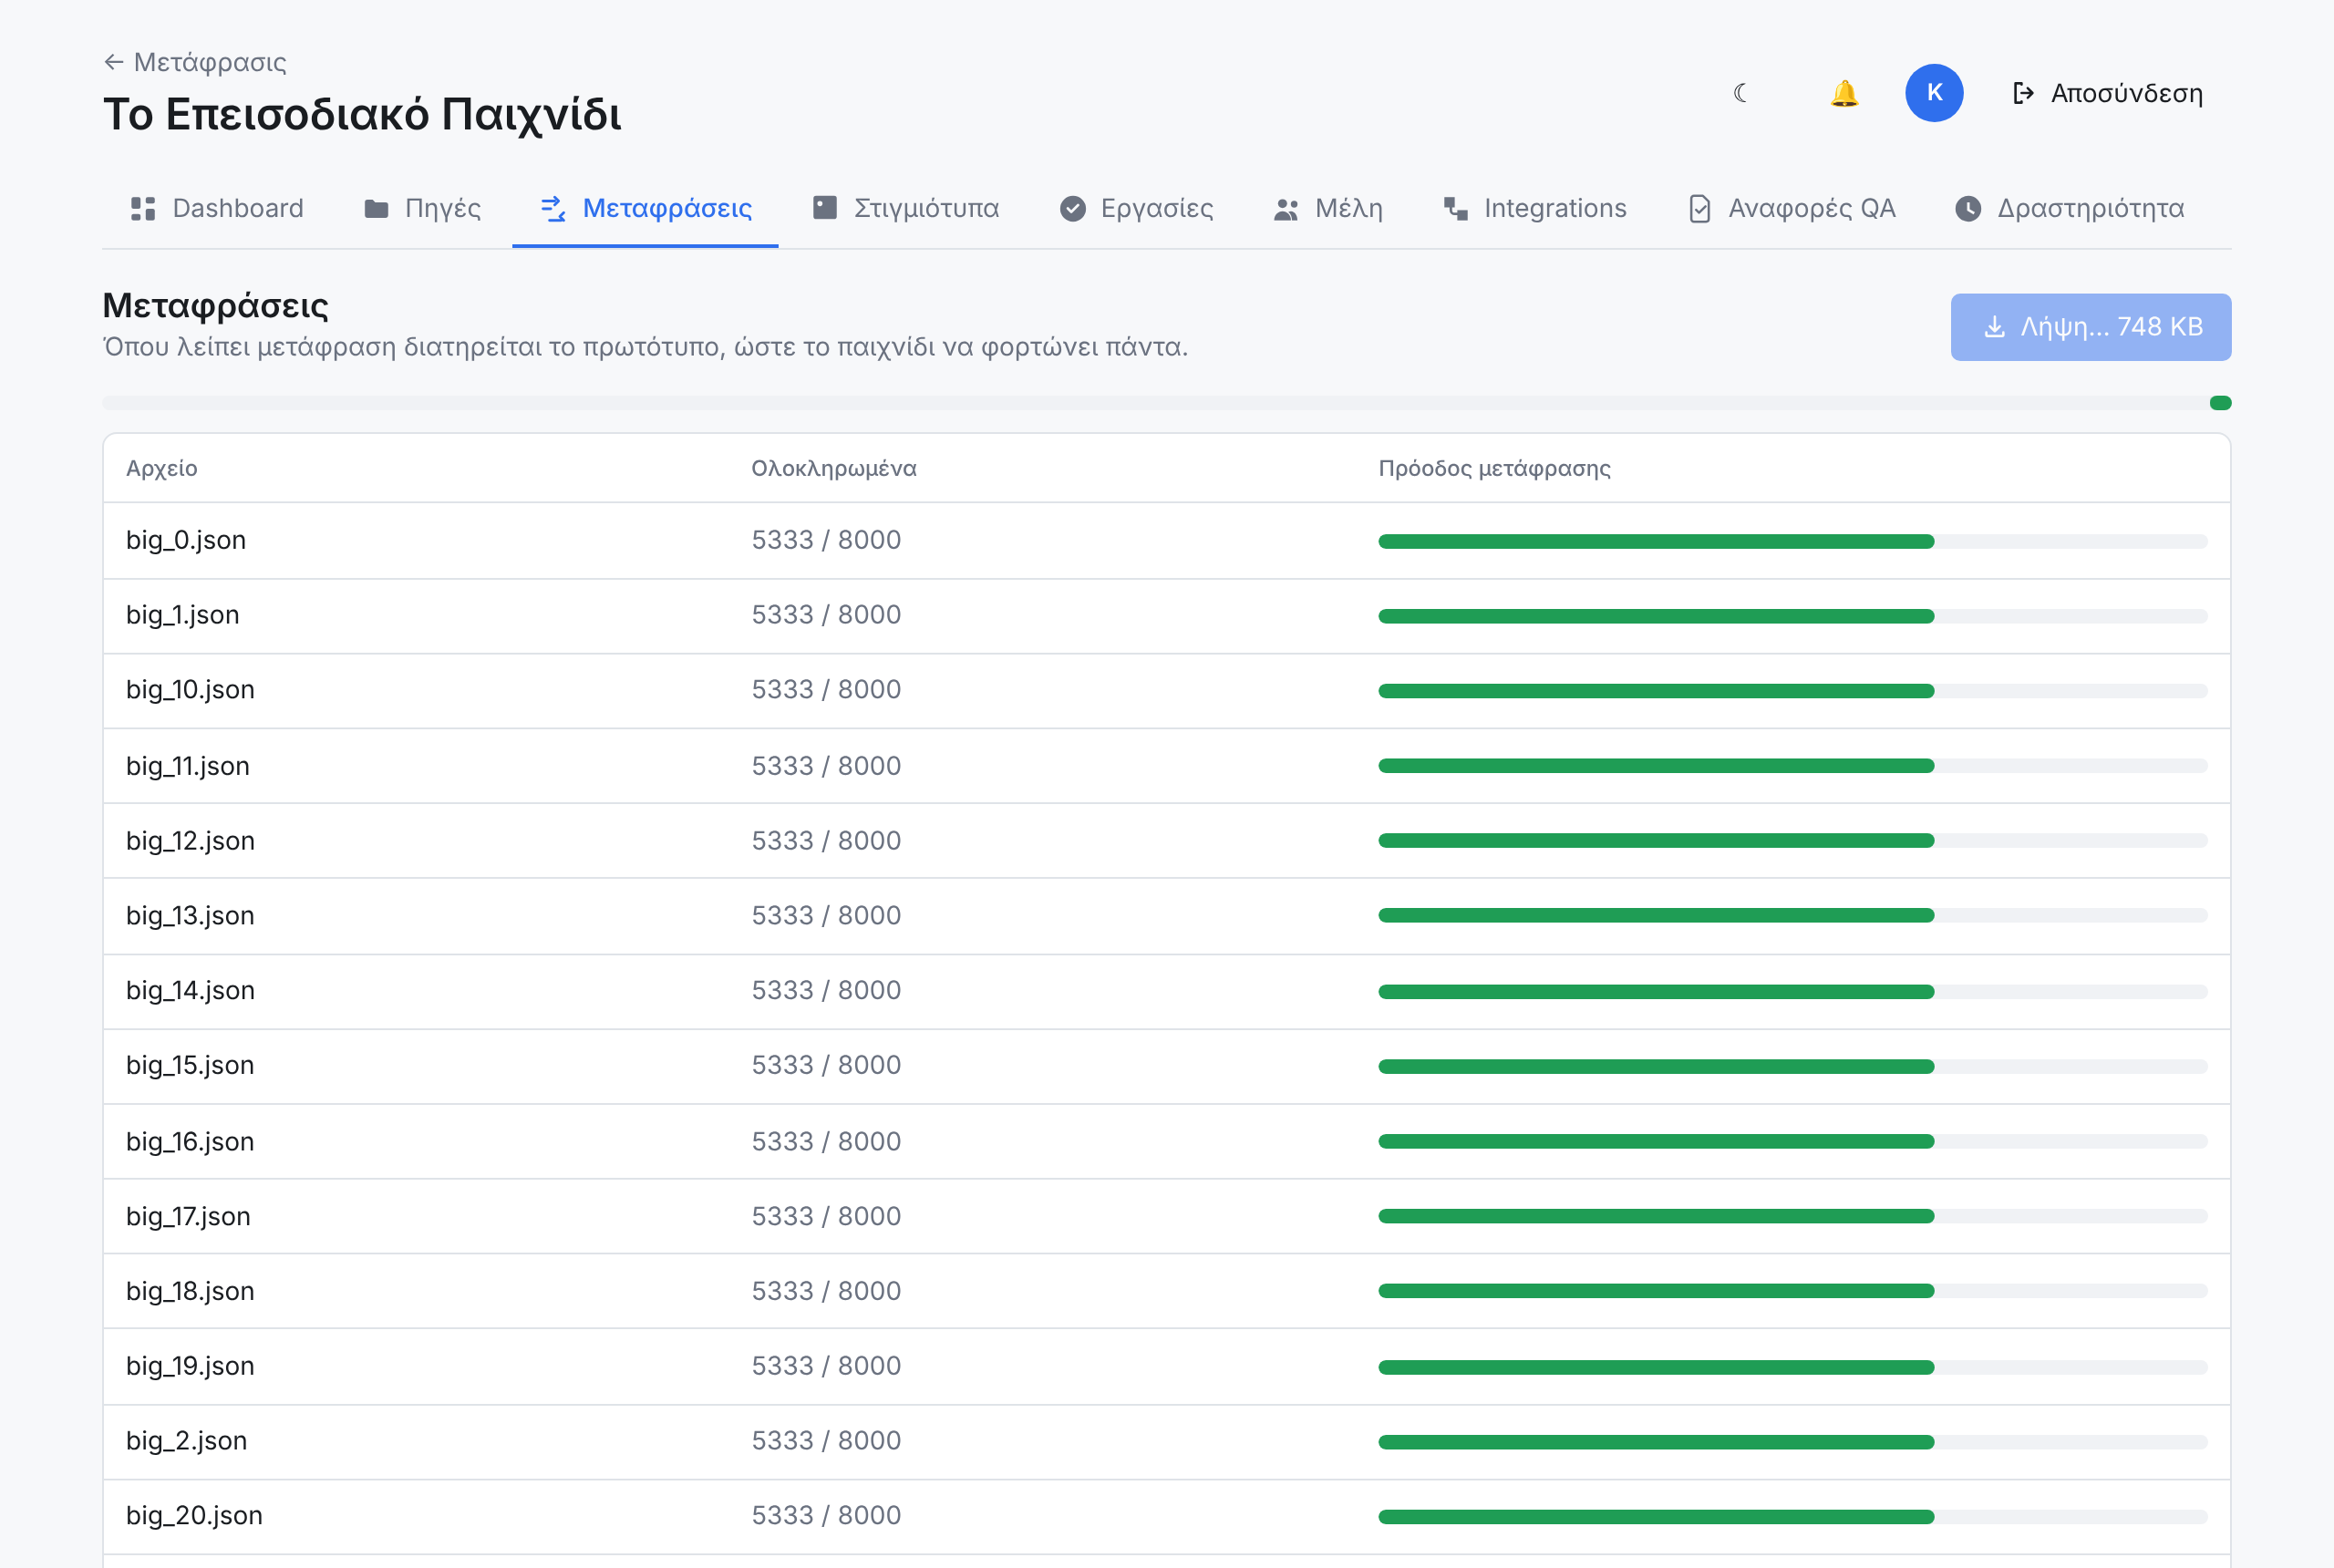 ← Μετάφρασις
Το Επεισοδιακό Παιχνίδι
K
Αποσύνδεση
Dashboard
Πηγές
Μεταφράσεις
Στιγμιότυπα
Εργασίες
Μέλη
Integrations
Αναφορές QA
Δραστηριότητα
Μεταφράσεις
Όπου λείπει μετάφραση διατηρείται το πρωτότυπο, ώστε το παιχνίδι να φορτώνει πάντα.
Λήψη... 748 KB
Αρχείο Ολοκληρωμένα Πρόοδος μετάφρασης
big_0.json 5333 / 8000
big_1.json 5333 / 8000
big_10.json 5333 / 8000
big_11.json 5333 / 8000
big_12.json 5333 / 8000
big_13.json 5333 / 8000
big_14.json 5333 / 8000
big_15.json 5333 / 8000
big_16.json 5333 / 8000
big_17.json 5333 / 8000
big_18.json 5333 / 8000
big_19.json 5333 / 8000
big_2.json 5333 / 8000
big_20.json 5333 / 8000